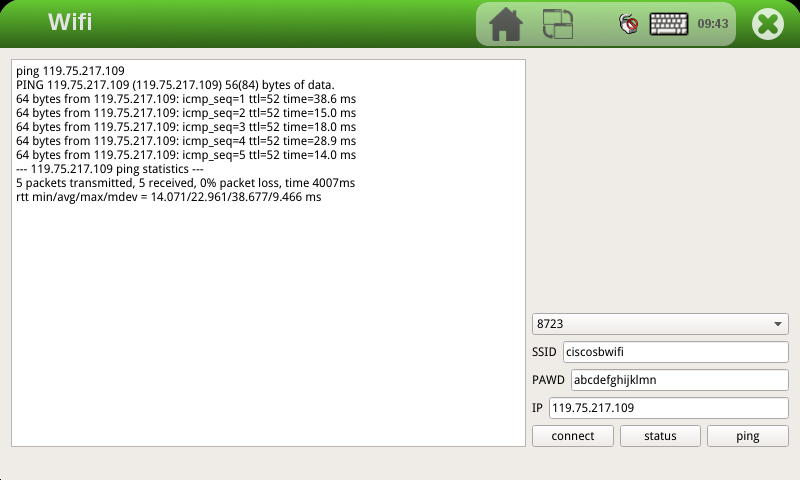 Wifi
09:43
ping 119.75.217.109
PING 119.75.217.109 (119.75.217.109) 56(84) bytes of data.
64 bytes from 119.75.217.109: icmp_seq=1 ttl=52 time=38.6 ms
64 bytes from 119.75.217.109: icmp_seq=2 ttl=52 time=15.0 ms
64 bytes from 119.75.217.109: icmp_seq=3 ttl=52 time=18.0 ms
64 bytes from 119.75.217.109: icmp_seq=4 ttl=52 time=28.9 ms
64 bytes from 119.75.217.109: icmp_seq=5 ttl=52 time=14.0 ms
--- 119.75.217.109 ping statistics ---
5 packets transmitted, 5 received, 0% packet loss, time 4007ms
rtt min/avg/max/mdev = 14.071/22.961/38.677/9.466 ms
8723
SSID ciscosbwifi
PAWD abcdefghijklmn
IP 119.75.217.109
connect status ping